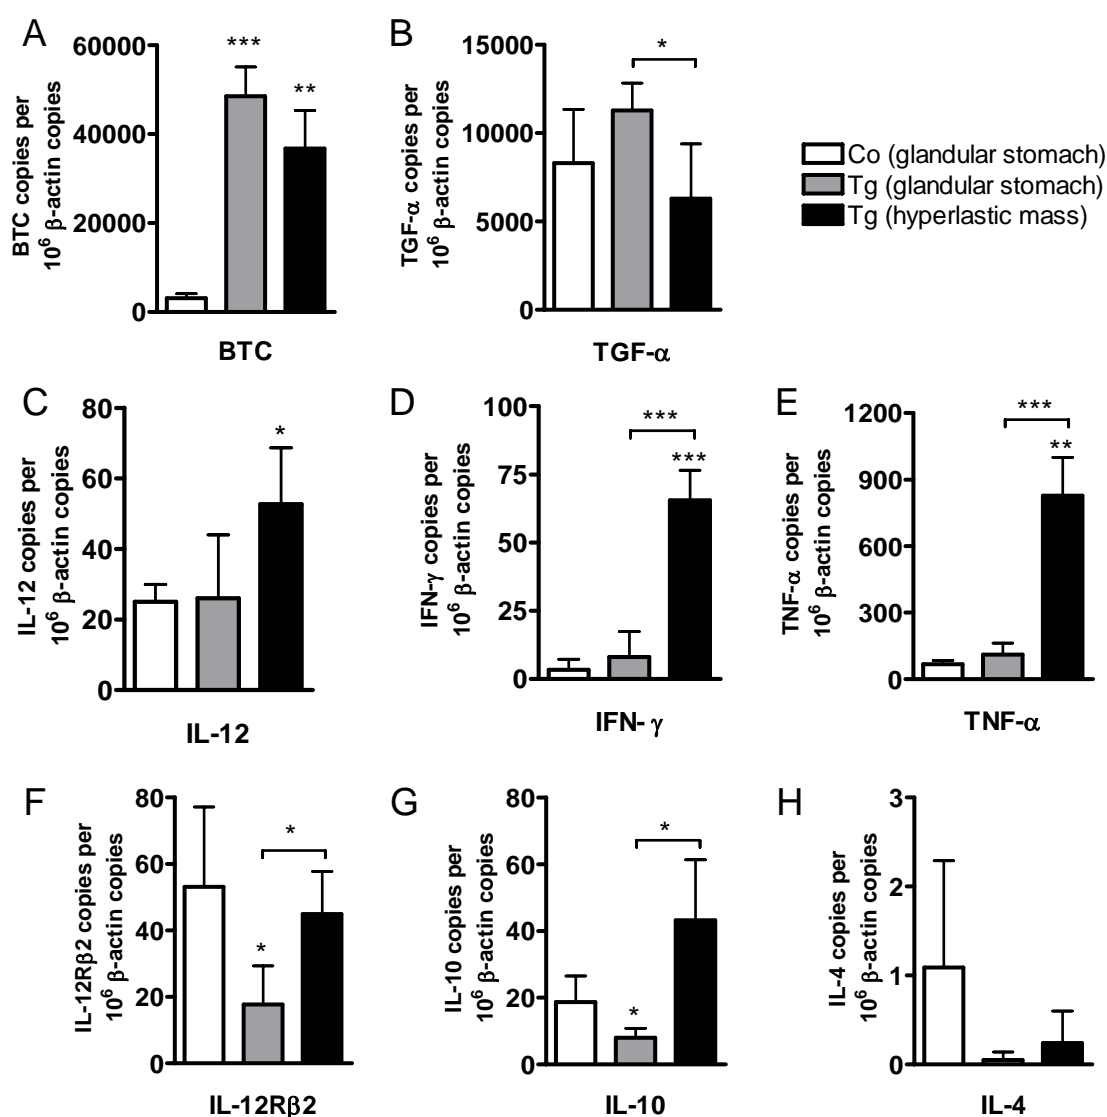 A
BTC copies per
10⁶ β-actin copies
60000
40000
20000
0
***
**
BTC
B
TGF-α copies per
10⁶ β-actin copies
15000
10000
5000
0
*
TGF-α
Co (glandular stomach)
Tg (glandular stomach)
Tg (hyperlastic mass)
C
IL-12 copies per
10⁶ β-actin copies
80
60
40
20
0
*
IL-12
D
IFN-γ copies per
10⁶ β-actin copies
100
75
50
25
0
***
***
IFN- γ
E
TNF-α copies per
10⁶ β-actin copies
1200
900
600
300
0
***
**
TNF-α
F
IL-12Rβ2 copies per
10⁶ β-actin copies
80
60
40
20
0
*
*
IL-12Rβ2
G
IL-10 copies per
10⁶ β-actin copies
80
60
40
20
0
*
*
IL-10
H
IL-4 copies per
10⁶ β-actin copies
3
2
1
0
IL-4